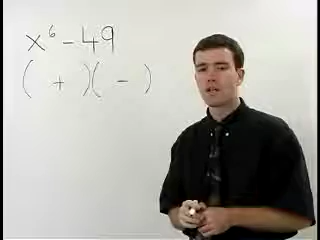 x⁶ - 49
( + )( - )